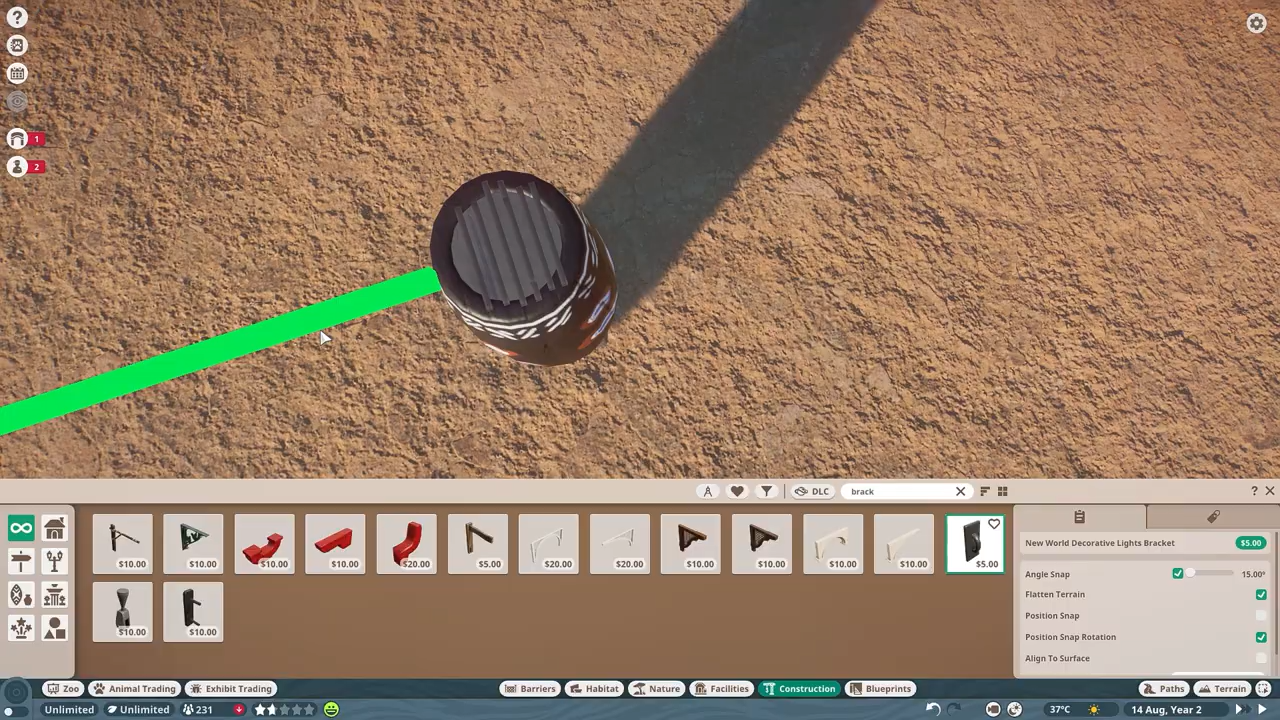 ?
1
2
DLC
brack
?
$10.00
$10.00
$10.00
$10.00
$20.00
$5.00
$20.00
$20.00
$10.00
$10.00
$10.00
$10.00
$5.00
$10.00
$10.00
New World Decorative Lights Bracket
$5.00
Angle Snap
15.00°
Flatten Terrain
Position Snap
Position Snap Rotation
Align To Surface
Zoo
Animal Trading
Exhibit Trading
Barriers
Habitat
Nature
Facilities
Construction
Blueprints
Paths
Terrain
Unlimited
Unlimited
231
37°C
14 Aug, Year 2